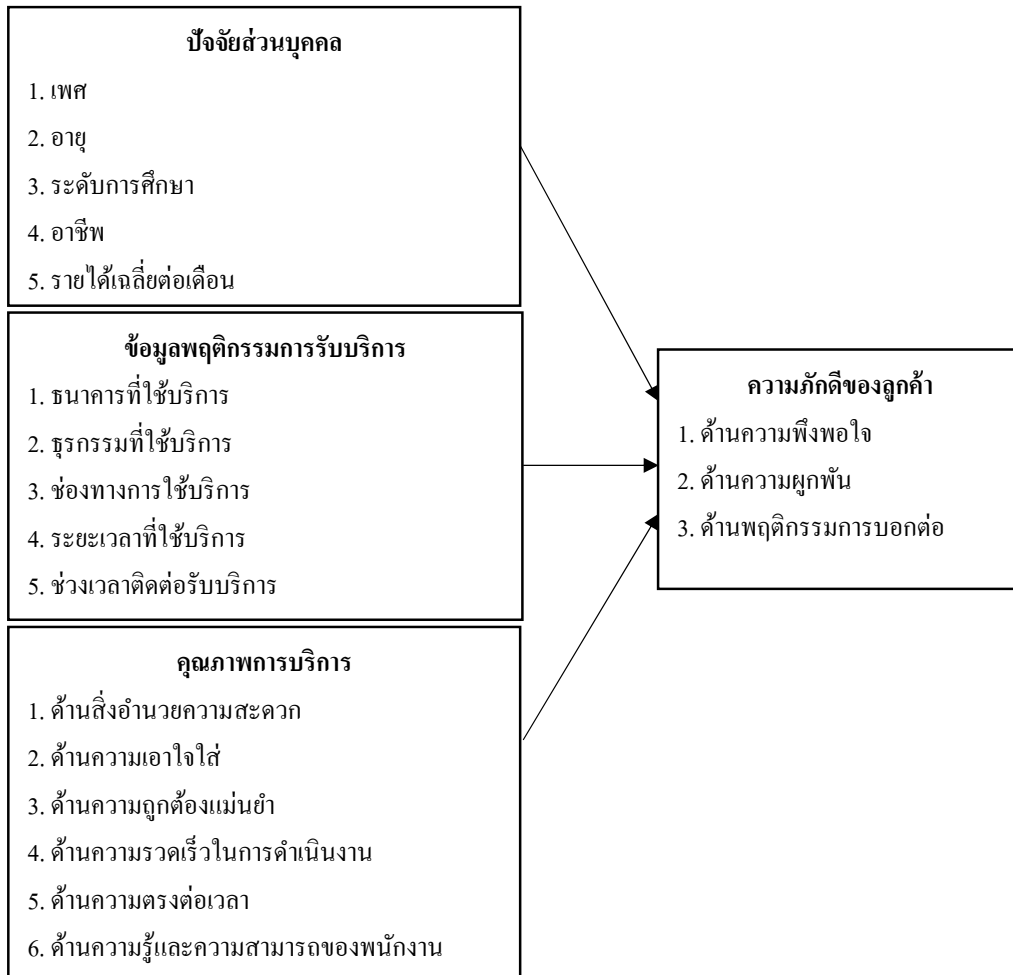 ปัจจัยส่วนบุคคล
1. เพศ
2. อายุ
3. ระดับการศึกษา
4. อาชีพ
5. รายได้เฉลี่ยต่อเดือน
ข้อมูลพฤติกรรมการรับบริการ
1. ธนาคารที่ใช้บริการ
2. ธุรกรรมที่ใช้บริการ
3. ช่องทางการใช้บริการ
4. ระยะเวลาที่ใช้บริการ
5. ช่วงเวลาติดต่อรับบริการ
คุณภาพการบริการ
1. ด้านสิ่งอำนวยความสะดวก
2. ด้านความเอาใจใส่
3. ด้านความถูกต้องแม่นยำ
4. ด้านความรวดเร็วในการดำเนินงาน
5. ด้านความตรงต่อเวลา
6. ด้านความรู้และความสามารถของพนักงาน
ความภักดีของลูกค้า
1. ด้านความพึงพอใจ
2. ด้านความผูกพัน
3. ด้านพฤติกรรมการบอกต่อ